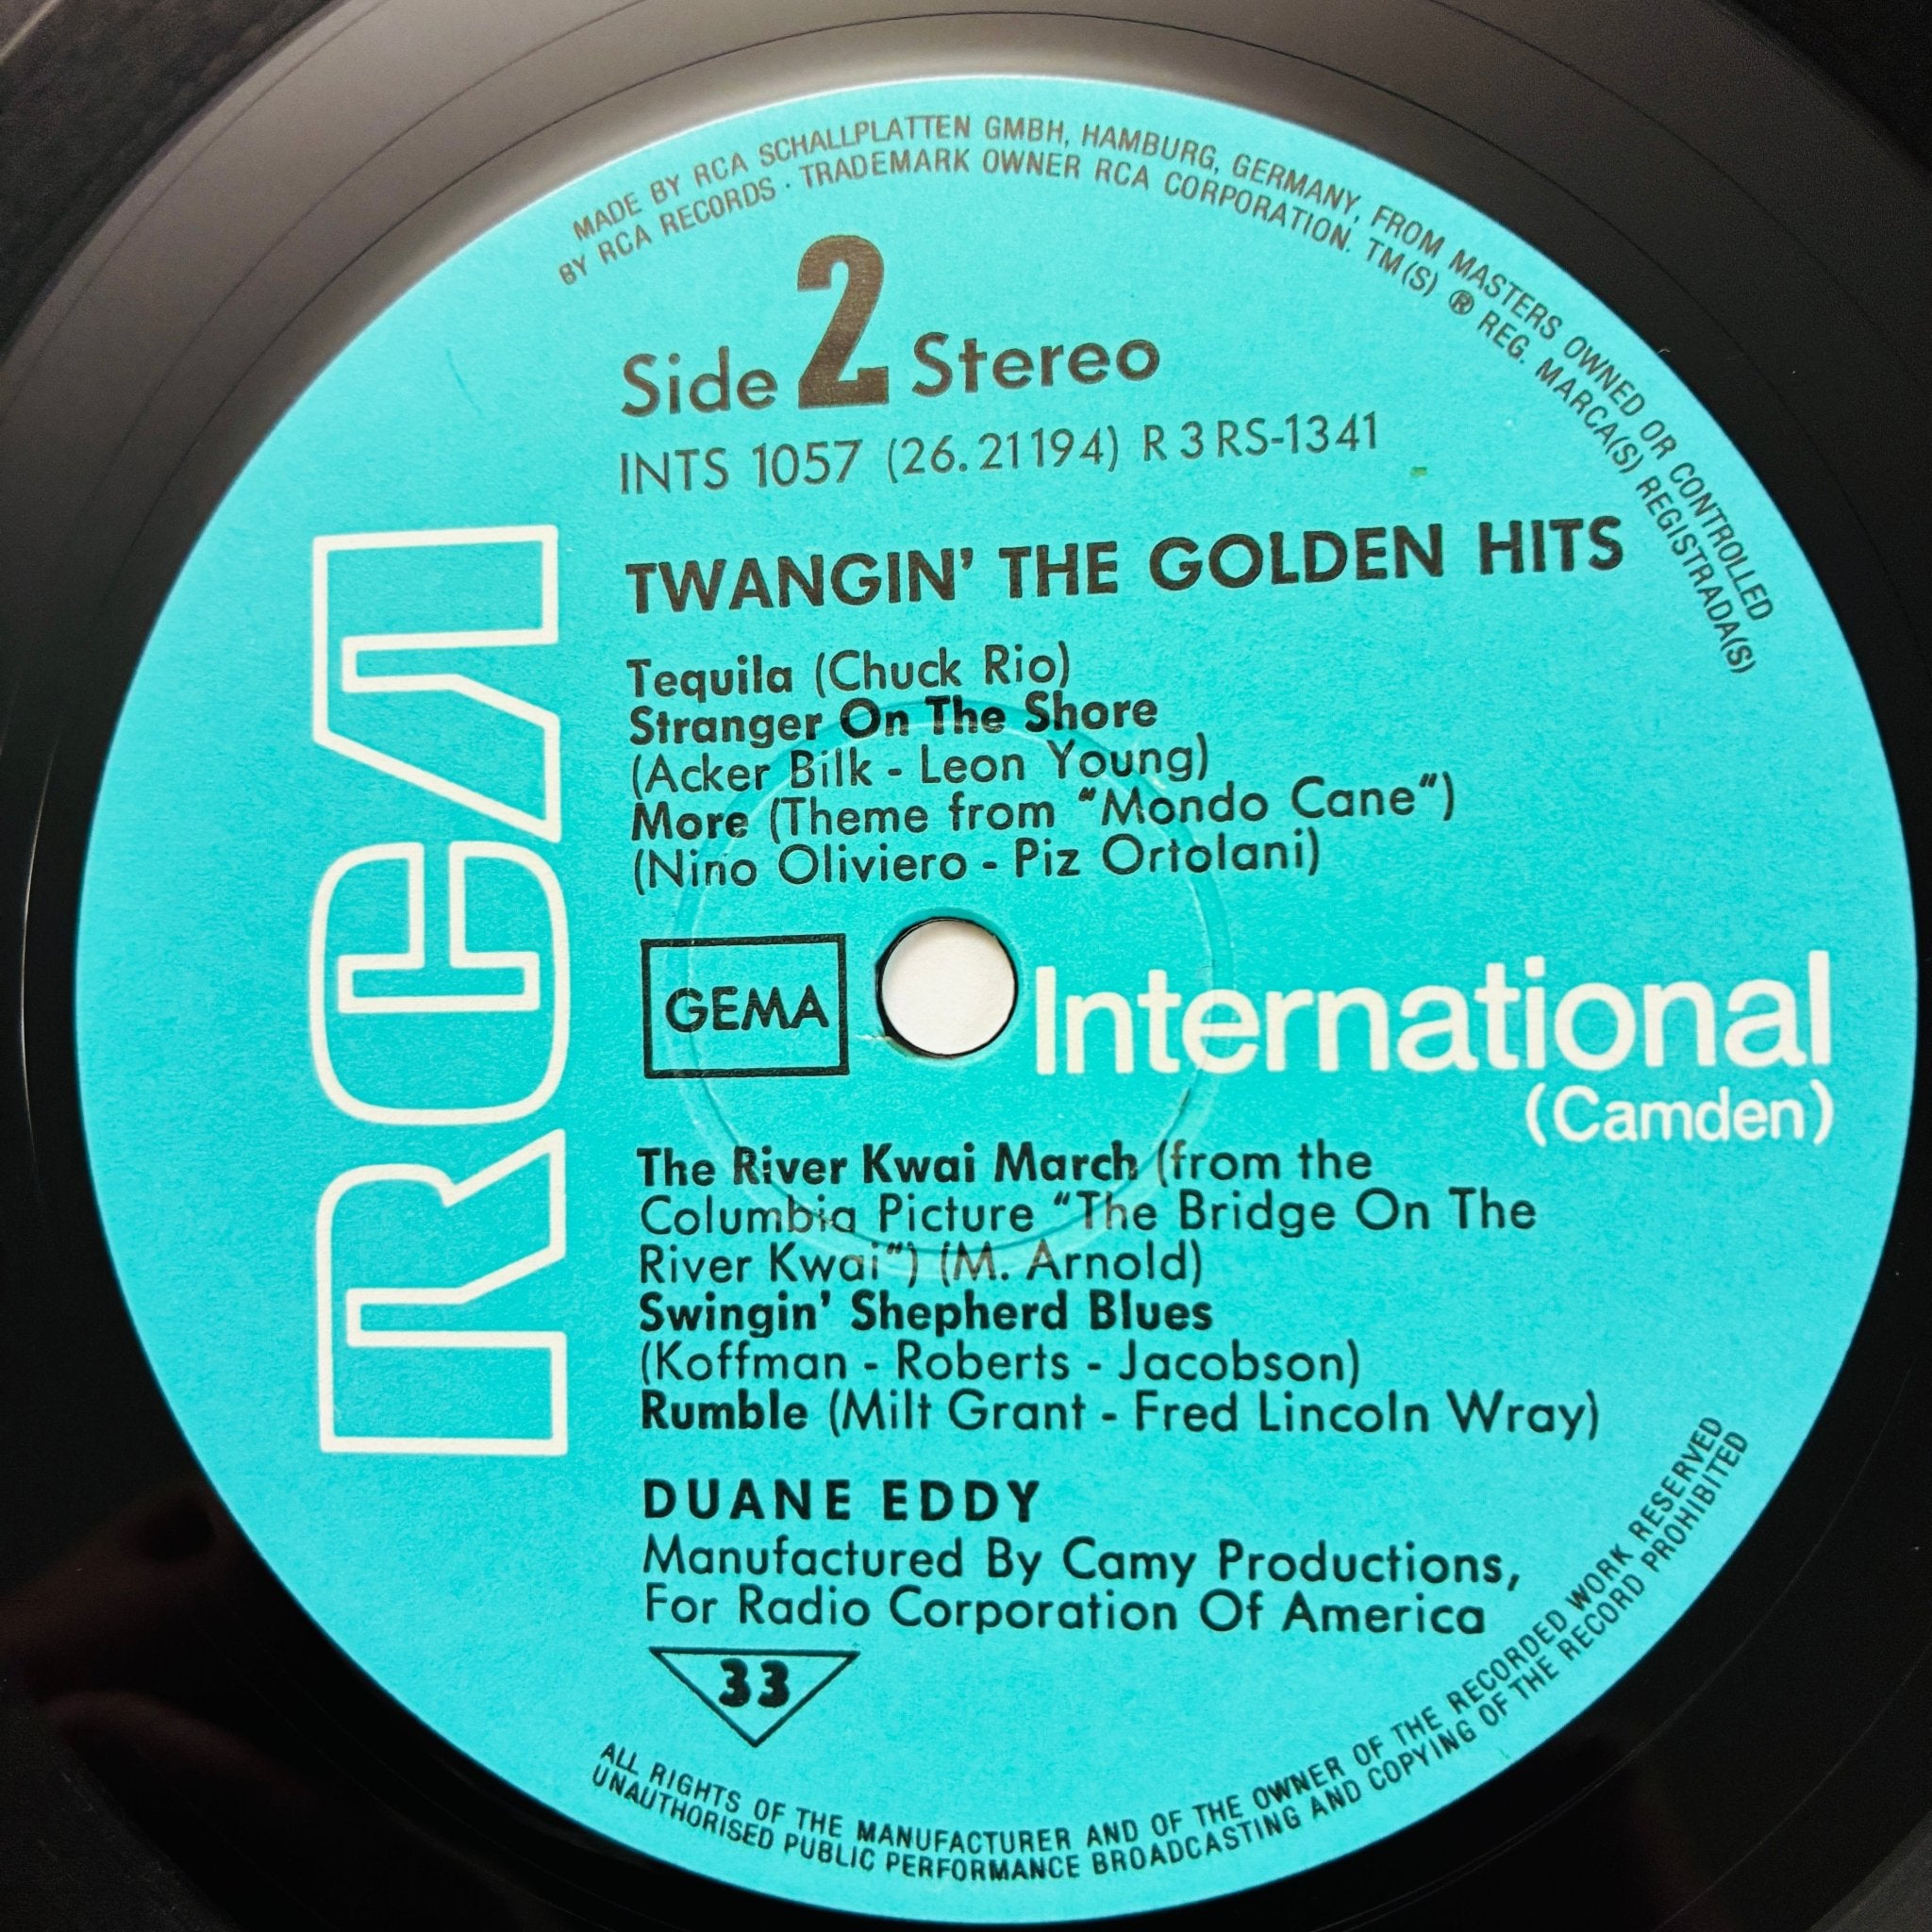 MADE BY RCA SCHALLPLATTEN GMBH, HAMBURG, GERMANY, FROM MASTERS OWNED OR CONTROLLED
BY RCA RECORDS · TRADEMARK OWNER RCA CORPORATION. TM(S) ® REG. MARCA(S) REGISTRADA(S)
Side 2 Stereo
INTS 1057 (26.21194) R 3 RS-1341
TWANGIN' THE GOLDEN HITS
Tequila (Chuck Rio)
Stranger On The Shore
(Acker Bilk - Leon Young)
More (Theme from “Mondo Cane“)
(Nino Oliviero - Piz Ortolani)
RCA
GEMA
International
(Camden)
The River Kwai March (from the
Columbia Picture “The Bridge On The
River Kwai“) (M. Arnold)
Swingin' Shepherd Blues
(Koffman - Roberts - Jacobson)
Rumble (Milt Grant - Fred Lincoln Wray)
DUANE EDDY
Manufactured By Camy Productions,
For Radio Corporation Of America
33
ALL RIGHTS OF THE MANUFACTURER AND OF THE OWNER OF THE RECORDED WORK RESERVED
UNAUTHORISED PUBLIC PERFORMANCE BROADCASTING AND COPYING OF THE RECORD PROHIBITED